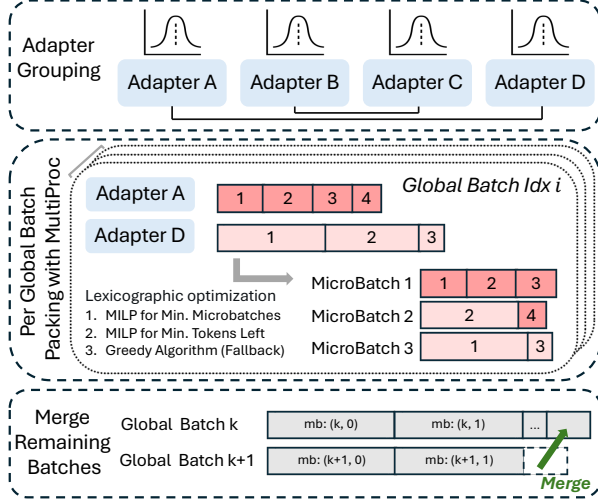 Adapter
Grouping
Adapter A
Adapter B
Adapter C
Adapter D
Per Global Batch
Packing with MultiProc
Global Batch Idx i
Adapter A
1 2 3 4
Adapter D
1 2 3
Lexicographic optimization
1. MILP for Min. Microbatches
2. MILP for Min. Tokens Left
3. Greedy Algorithm (Fallback)
MicroBatch 1
1 2 3
MicroBatch 2
2 4
MicroBatch 3
1 3
Merge
Remaining
Batches
Global Batch k
mb: (k, 0) mb: (k, 1) ...
Global Batch k+1
mb: (k+1, 0) mb: (k+1, 1)
Merge